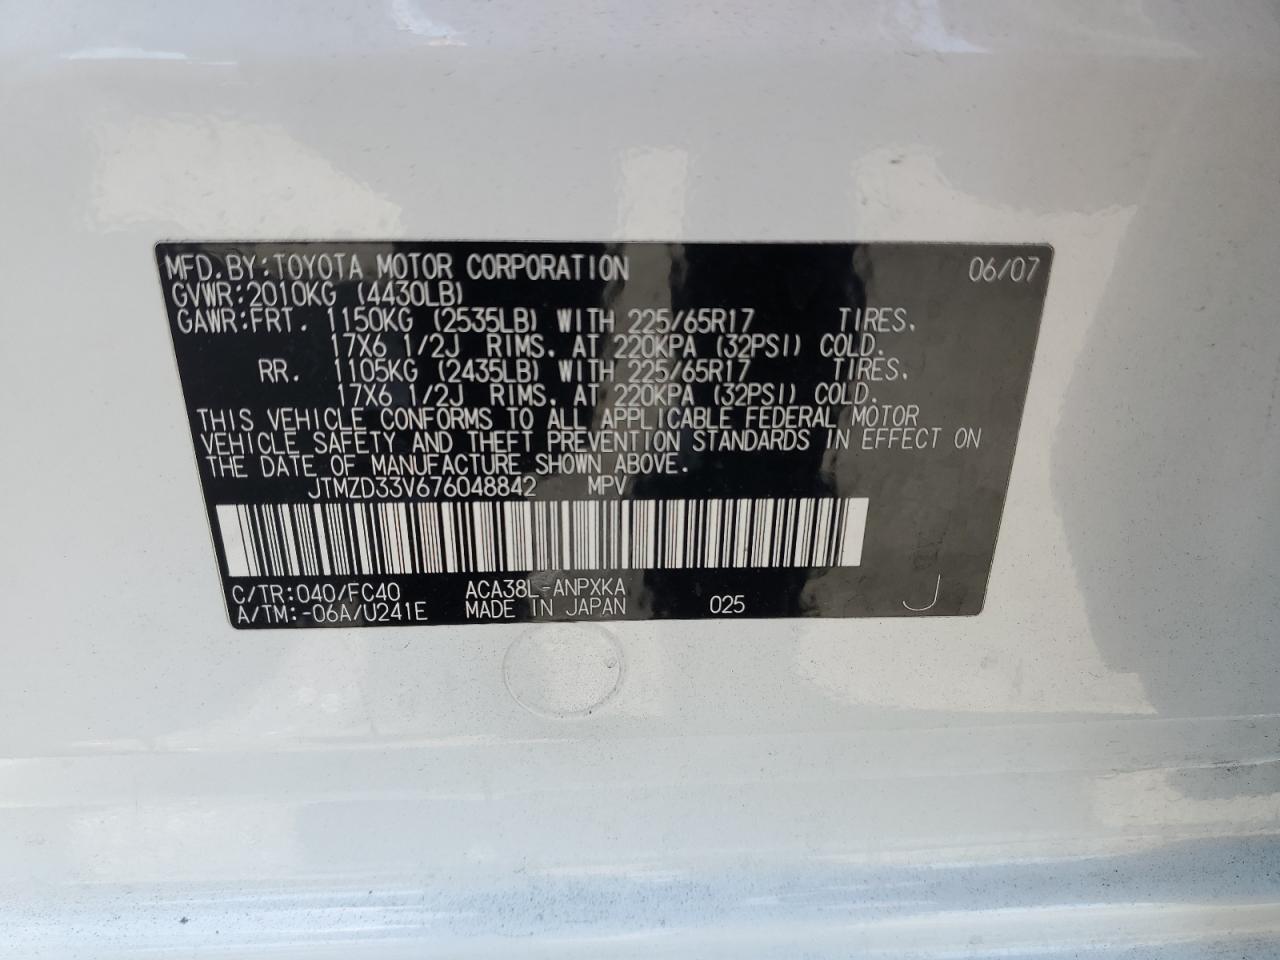 MFD.BY:TOYOTA MOTOR CORPORATION 06/07
GVWR:2010KG (4430LB)
GAWR:FRT. 1150KG (2535LB) WITH 225/65R17 TIRES.
17X6 1/2J RIMS. AT 220KPA (32PSI) COLD.
RR. 1105KG (2435LB) WITH 225/65R17 TIRES.
17X6 1/2J RIMS. AT 220KPA (32PSI) COLD.
THIS VEHICLE CONFORMS TO ALL APPLICABLE FEDERAL MOTOR
VEHICLE SAFETY AND THEFT PREVENTION STANDARDS IN EFFECT ON
THE DATE OF MANUFACTURE SHOWN ABOVE.
JTMZD33V676048842 MPV
C/TR:040/FC40 ACA38L-ANPXKA
A/TM:-06A/U241E MADE IN JAPAN 025 J